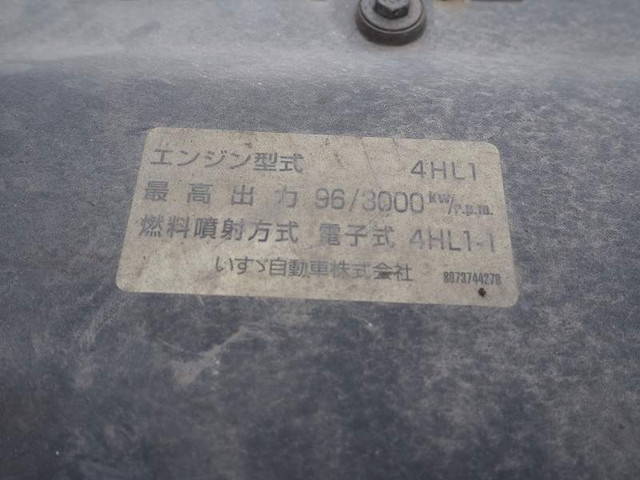 エンジン型式 4HL1
最高出力 96/3000 kW/r.p.m.
燃料噴射方式 電子式 4HL1-1
いすゞ自動車株式会社 8973744270